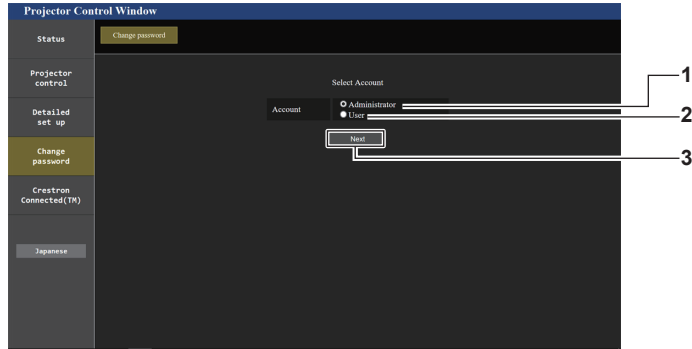 Projector Control Window
Status
Change password
Projector
control
Detailed
set up
Change
password
Crestron
Connected(TM)
Japanese
Select Account
Account
Administrator
User
Next
1
2
3